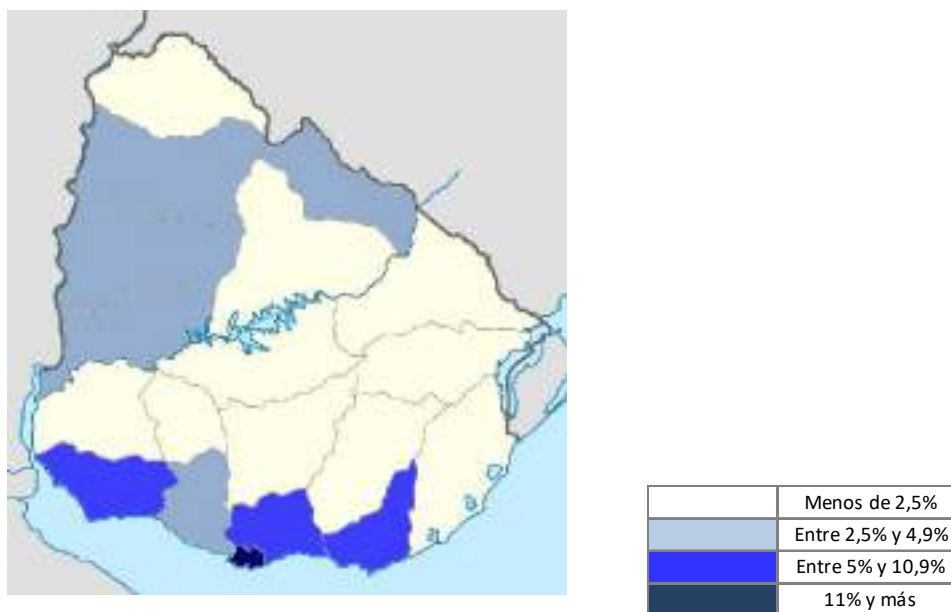 Menos de 2,5%
Entre 2,5% y 4,9%
Entre 5% y 10,9%
11% y más